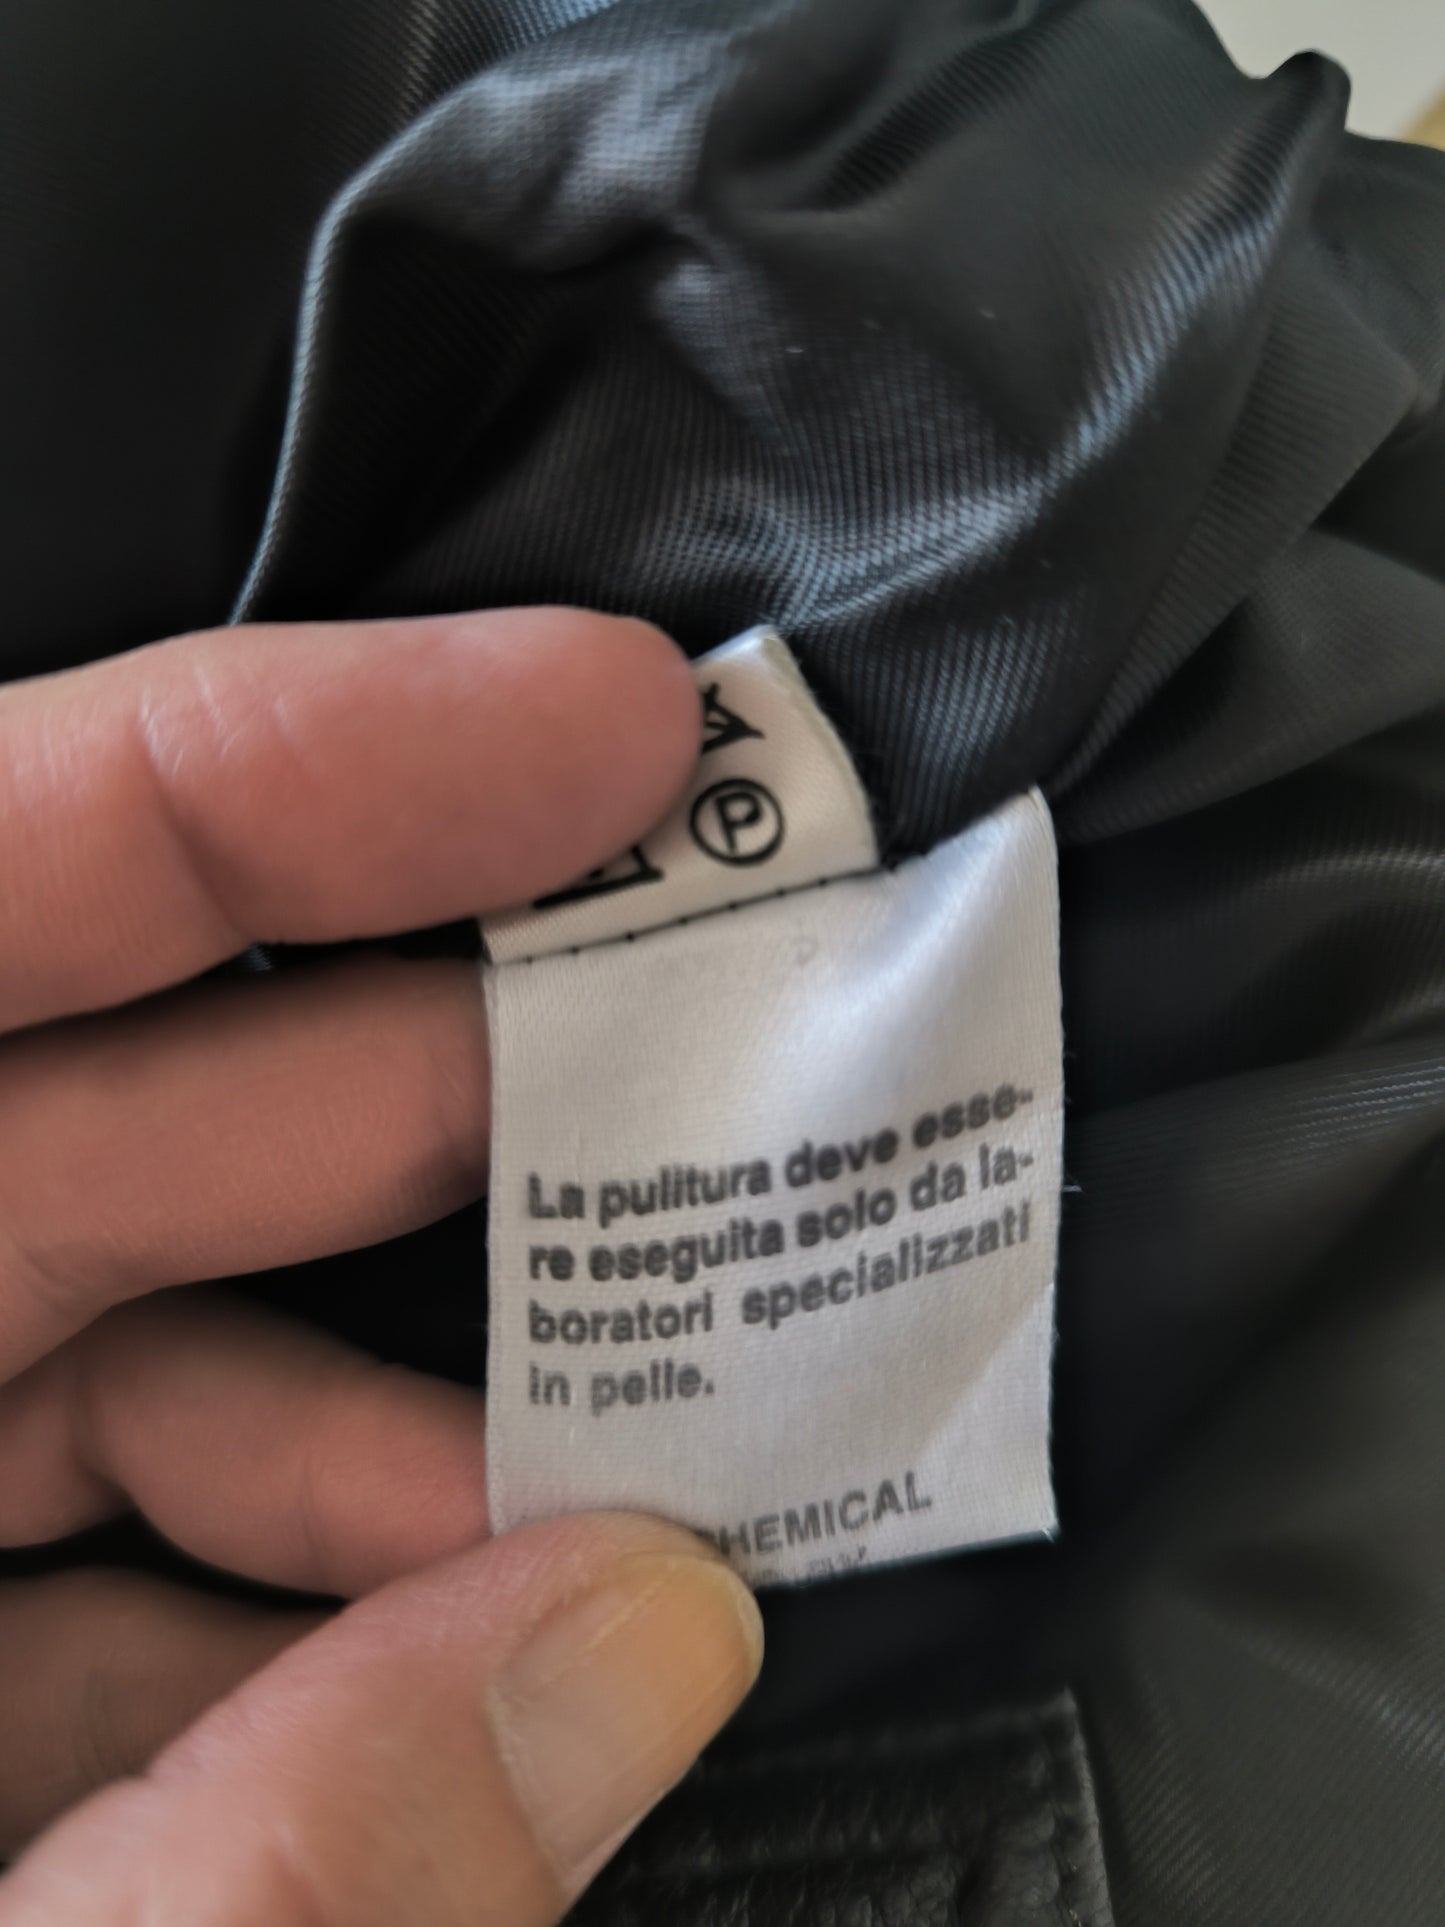 P
La pulitura deve esse-
re eseguita solo da la-
boratori specializzati
in pelle.